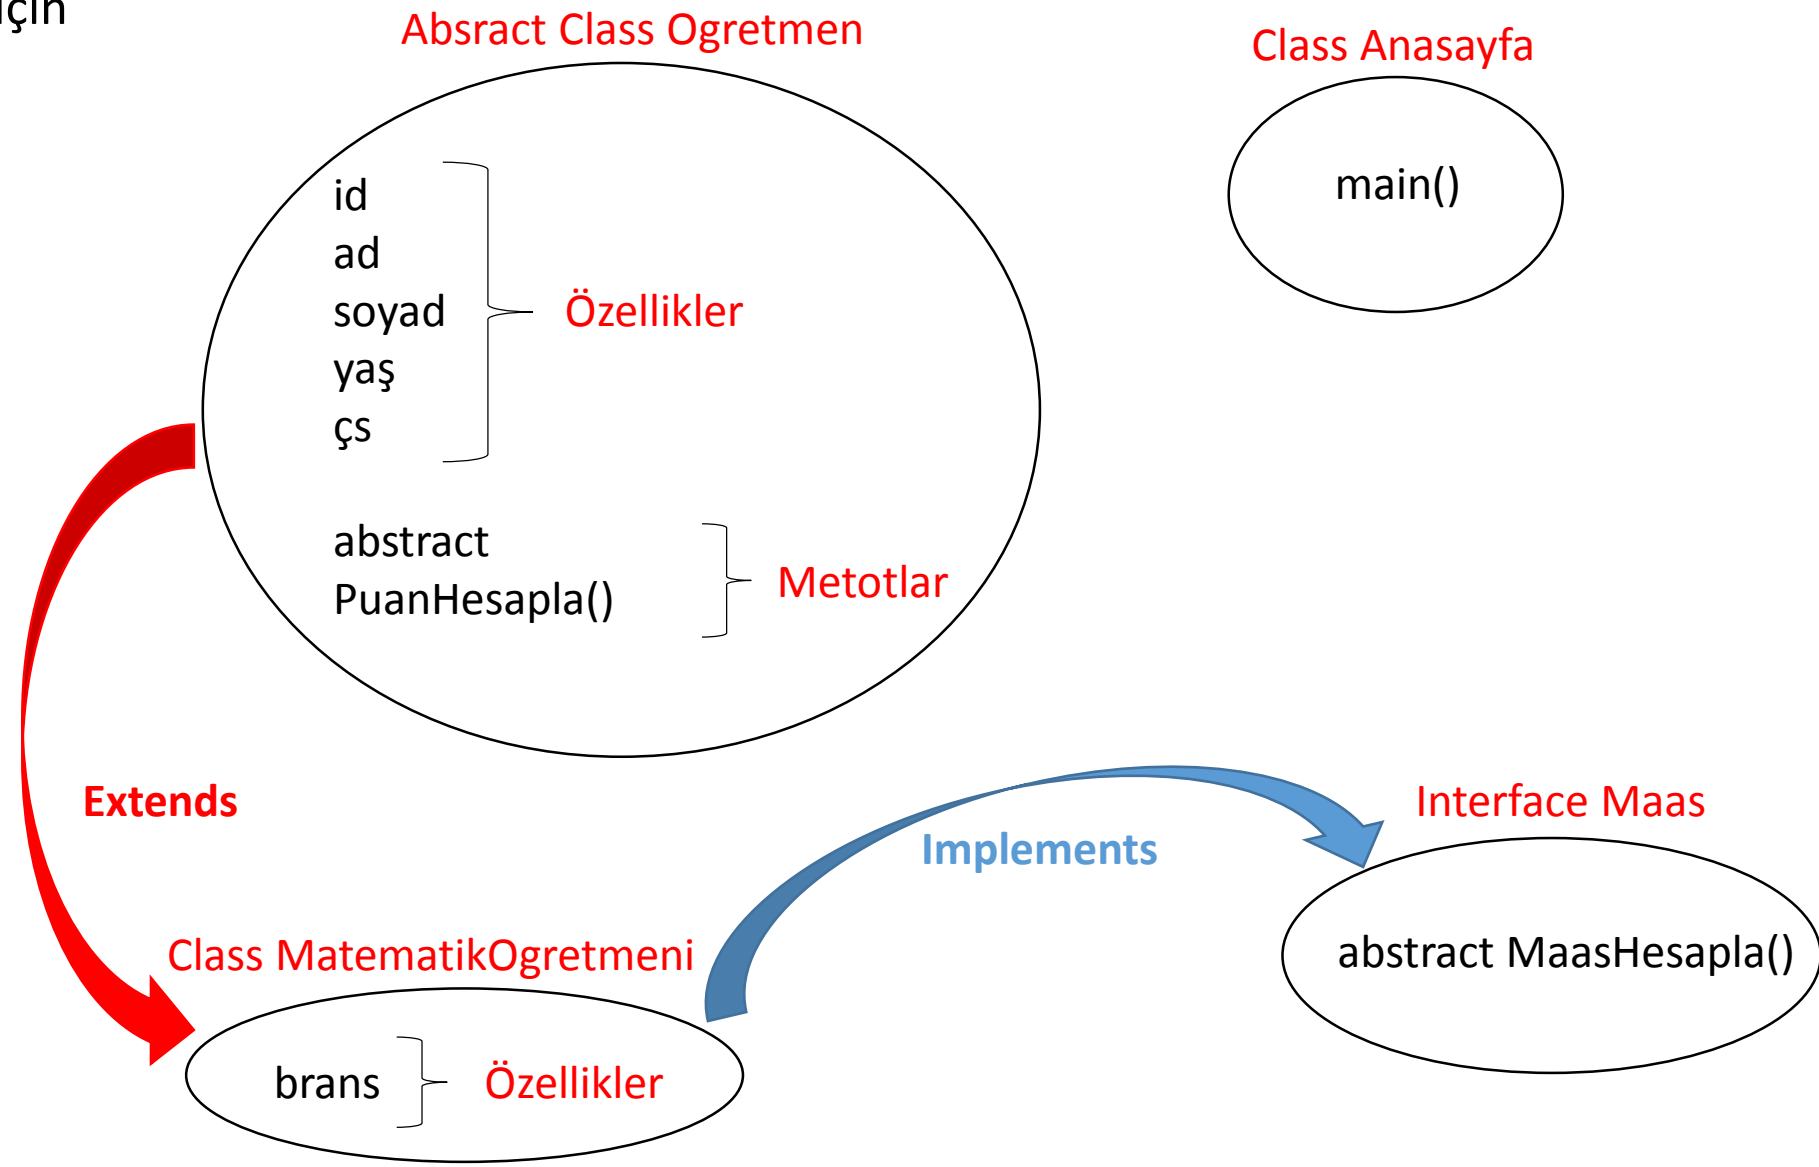 için
Absract Class Ogretmen
Class Anasayfa
id
ad
soyad
yaş
çs
Özellikler
main()
abstract
PuanHesapla()
Metotlar
Extends
Implements
Interface Maas
abstract MaasHesapla()
Class MatematikOgretmeni
brans
Özellikler